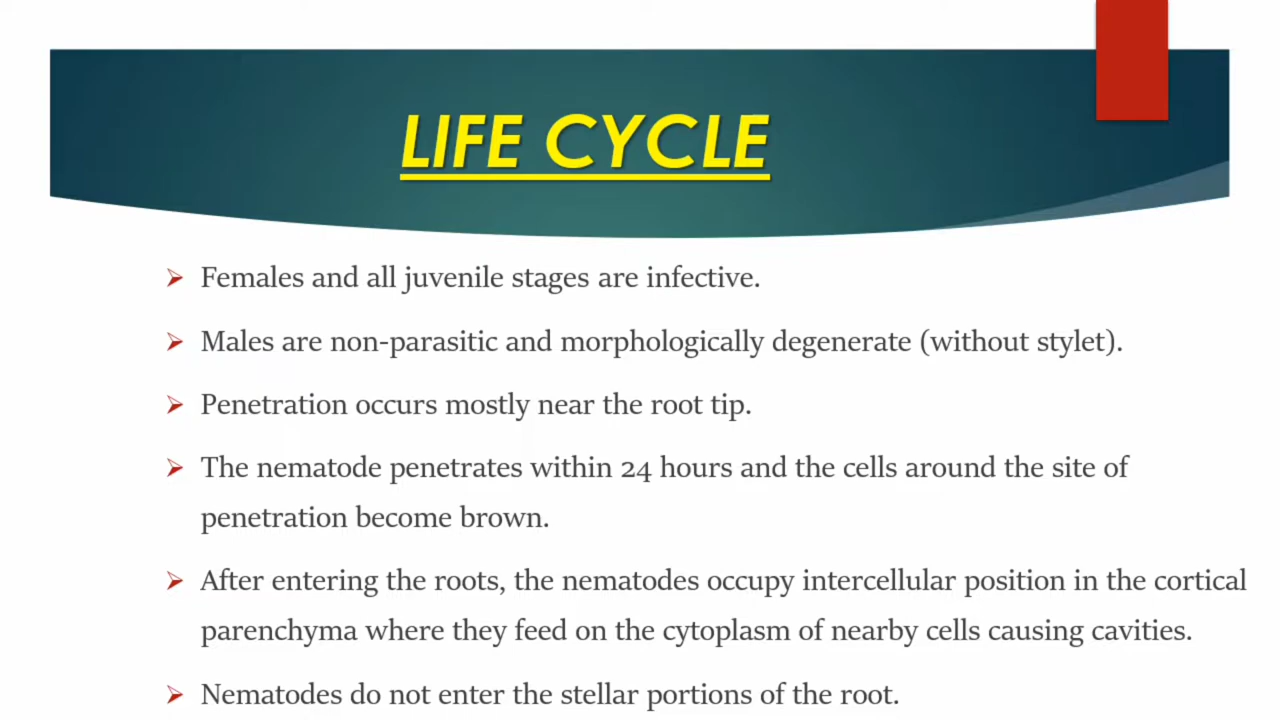 LIFE CYCLE
Females and all juvenile stages are infective.
Males are non-parasitic and morphologically degenerate (without stylet).
Penetration occurs mostly near the root tip.
The nematode penetrates within 24 hours and the cells around the site of
penetration become brown.
After entering the roots, the nematodes occupy intercellular position in the cortical
parenchyma where they feed on the cytoplasm of nearby cells causing cavities.
Nematodes do not enter the stellar portions of the root.